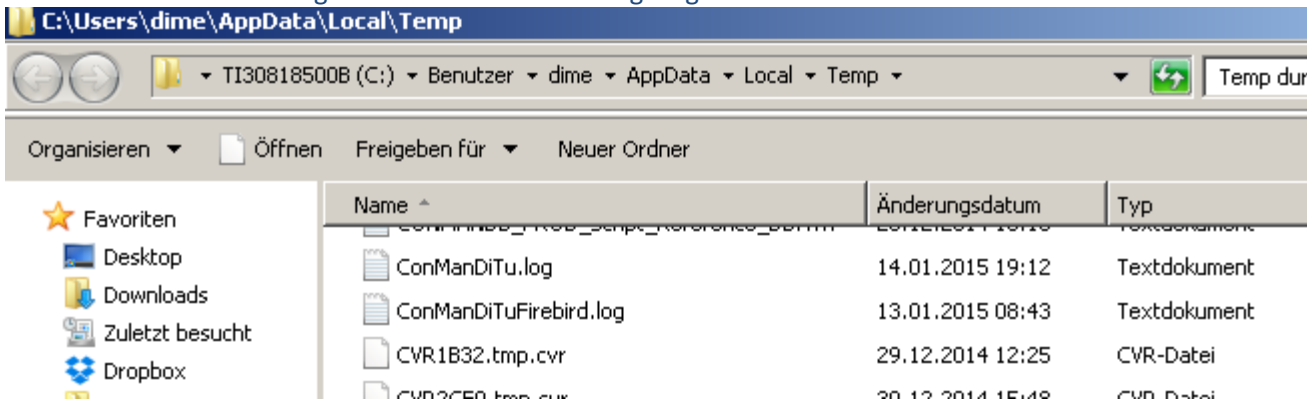 C:\Users\dime\AppData\Local\Temp
TI30818500B (C:) Benutzer dime AppData Local Temp
Temp dur
Organisieren Öffnen Freigeben für Neuer Ordner
Favoriten
Desktop
Downloads
Zuletzt besucht
Dropbox
Name Änderungsdatum Typ
ConManDiTu.log 14.01.2015 19:12 Textdokument
ConManDiTuFirebird.log 13.01.2015 08:43 Textdokument
CVR1B32.tmp.cvr 29.12.2014 12:25 CVR-Datei